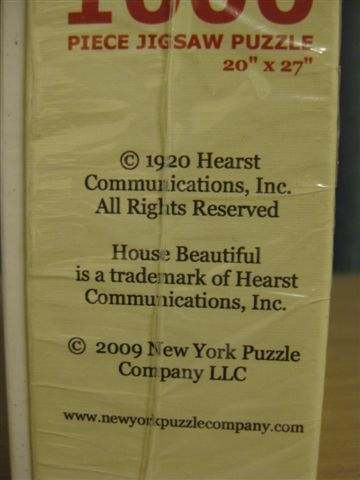 1000
PIECE JIGSAW PUZZLE
20" x 27"
© 1920 Hearst
Communications, Inc.
All Rights Reserved
House Beautiful
is a trademark of Hearst
Communications, Inc.
© 2009 New York Puzzle
Company LLC
www.newyorkpuzzlecompany.com